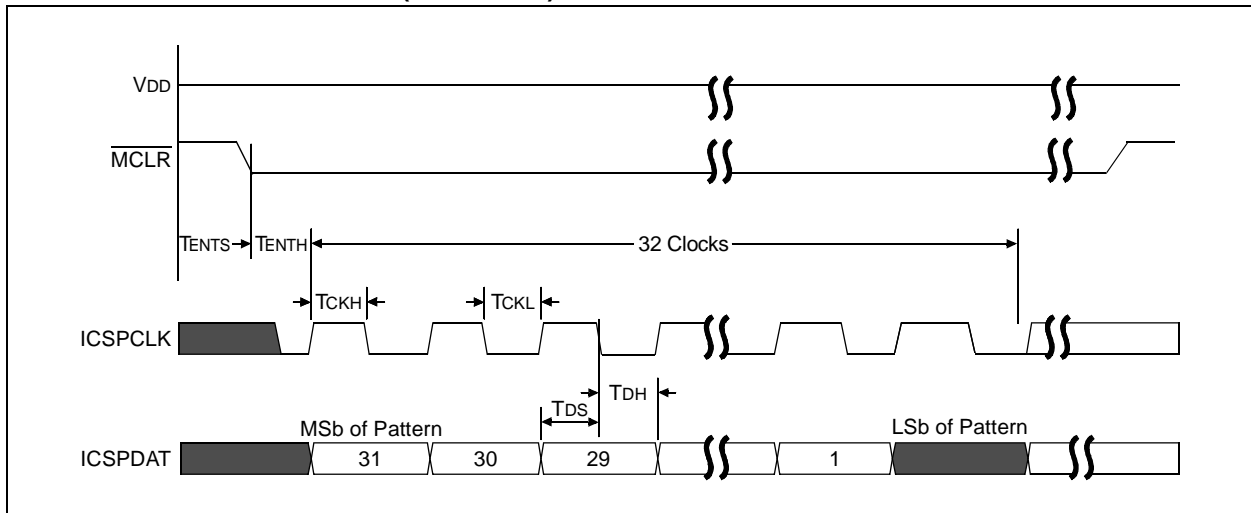 VDD
MCLR
TENTS TENTH 32 Clocks
TCKH TCKL
ICSPCLK
TDS TDH
MSb of Pattern LSb of Pattern
ICSPDAT 31 30 29 1